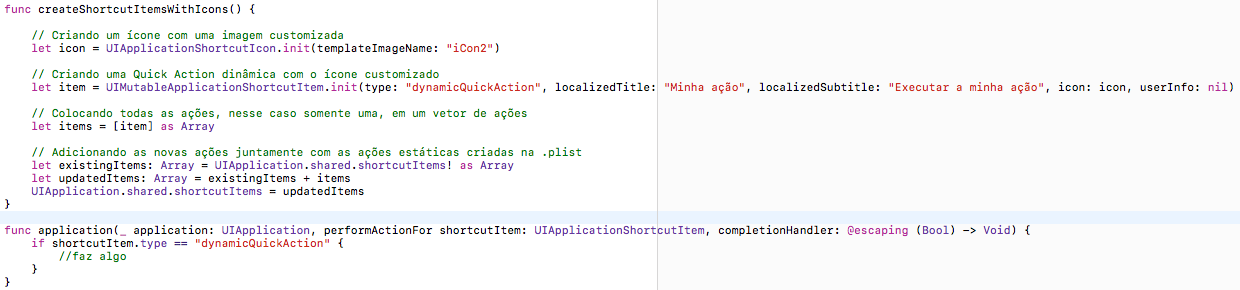 func createShortcutItemsWithIcons() {
// Criando um ícone com uma imagem customizada
let icon = UIApplicationShortcutIcon.init(templateImageName: "iCon2")
// Criando uma Quick Action dinâmica com o ícone customizado
let item = UIMutableApplicationShortcutItem.init(type: "dynamicQuickAction", localizedTitle: "Minha ação", localizedSubtitle: "Executar a minha ação", icon: icon, userInfo: nil)
// Colocando todas as ações, nesse caso somente uma, em um vetor de ações
let items = [item] as Array
// Adicionando as novas ações juntamente com as ações estáticas criadas na .plist
let existingItems: Array = UIApplication.shared.shortcutItems! as Array
let updatedItems: Array = existingItems + items
UIApplication.shared.shortcutItems = updatedItems
}
func application(_ application: UIApplication, performActionFor shortcutItem: UIApplicationShortcutItem, completionHandler: @escaping (Bool) -> Void) {
if shortcutItem.type == "dynamicQuickAction" {
//faz algo
}
}